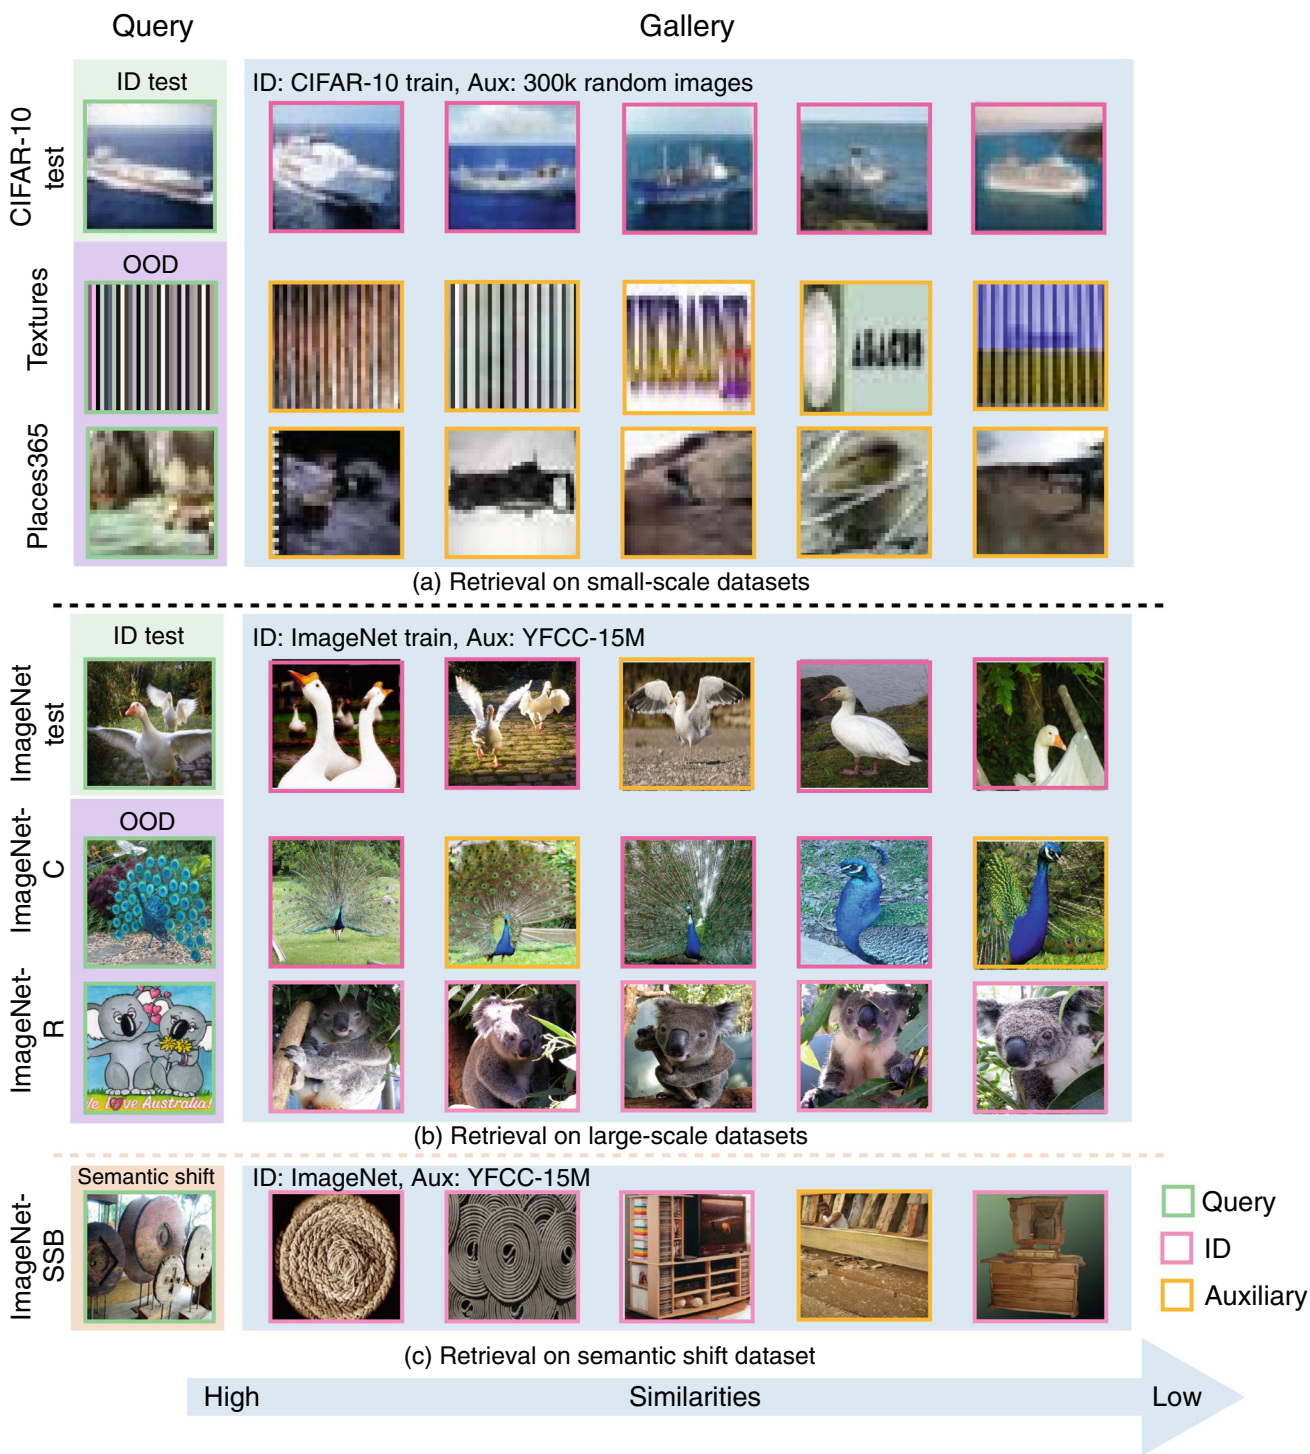 Query
Gallery
CIFAR-10
test
ID test
ID: CIFAR-10 train, Aux: 300k random images
Textures
OOD
Places365
(a) Retrieval on small-scale datasets
ImageNet
test
ID test
ID: ImageNet train, Aux: YFCC-15M
ImageNet-
C
OOD
ImageNet-
R
e love Australia!
(b) Retrieval on large-scale datasets
ImageNet-
SSB
Semantic shift
ID: ImageNet, Aux: YFCC-15M
Query
ID
Auxiliary
(c) Retrieval on semantic shift dataset
High
Similarities
Low